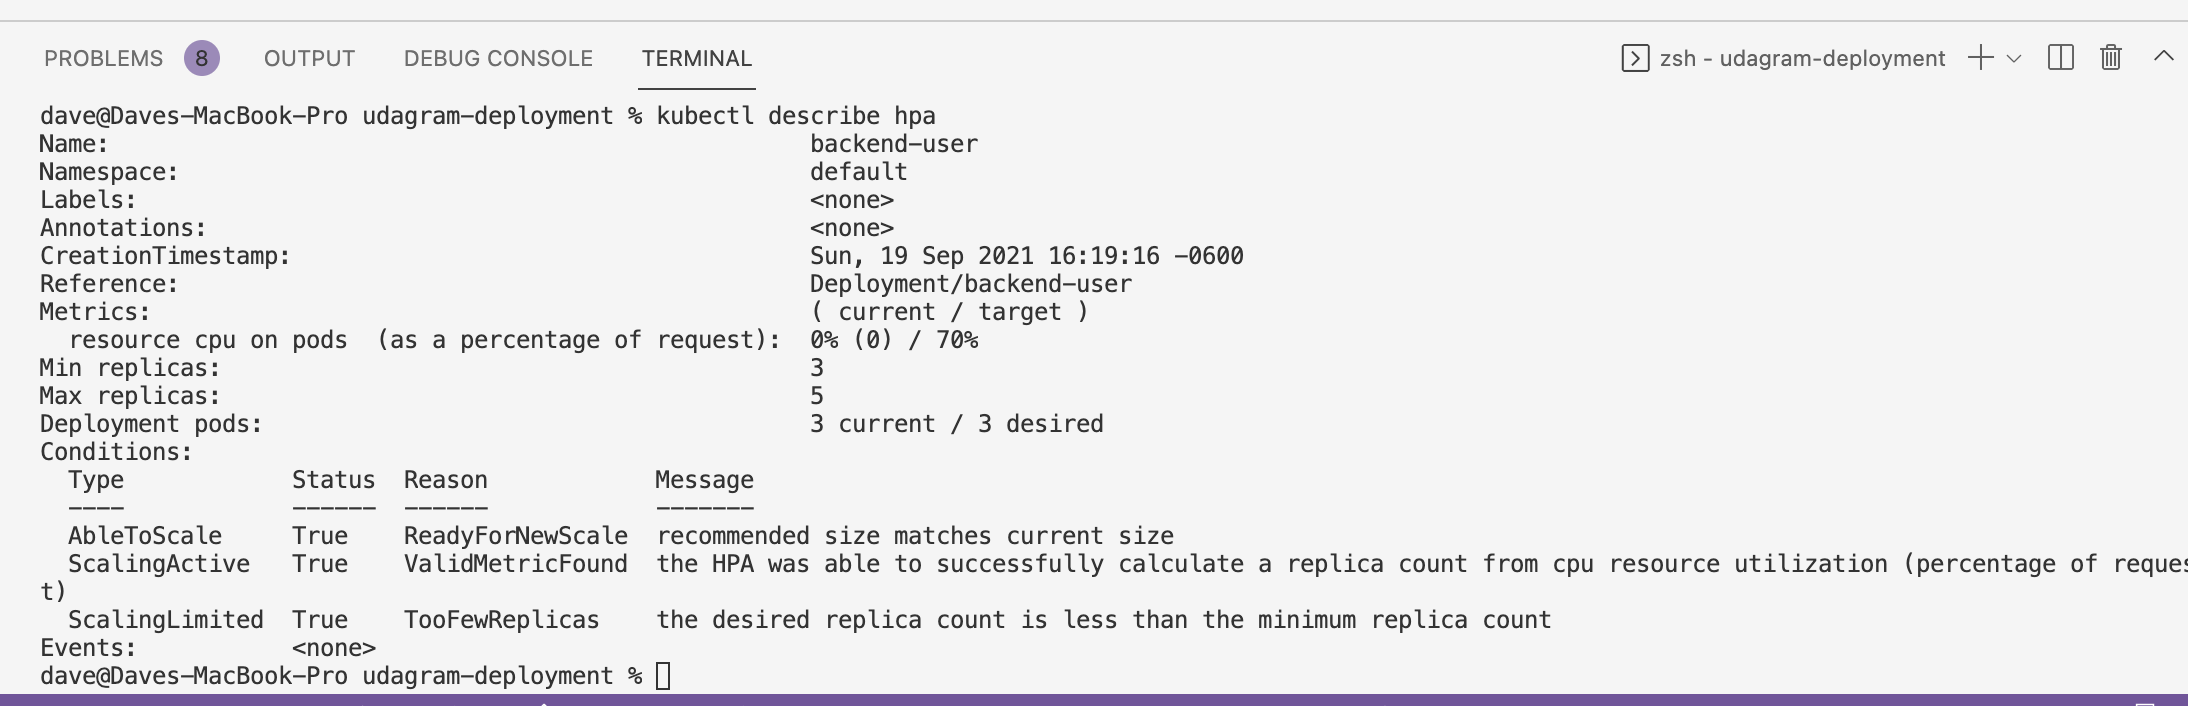 PROBLEMS 8 OUTPUT DEBUG CONSOLE TERMINAL zsh - udagram-deployment
dave@Daves-MacBook-Pro udagram-deployment % kubectl describe hpa
Name: backend-user
Namespace: default
Labels: <none>
Annotations: <none>
CreationTimestamp: Sun, 19 Sep 2021 16:19:16 -0600
Reference: Deployment/backend-user
Metrics: ( current / target )
  resource cpu on pods  (as a percentage of request):  0% (0) / 70%
Min replicas: 3
Max replicas: 5
Deployment pods: 3 current / 3 desired
Conditions:
  Type            Status  Reason            Message
  ----            ------  ------            -------
  AbleToScale     True    ReadyForNewScale  recommended size matches current size
  ScalingActive   True    ValidMetricFound  the HPA was able to successfully calculate a replica count from cpu resource utilization (percentage of reques
t)
  ScalingLimited  True    TooFewReplicas    the desired replica count is less than the minimum replica count
Events:           <none>
dave@Daves-MacBook-Pro udagram-deployment %